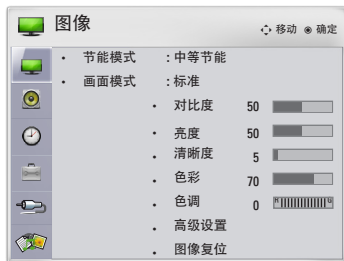 图像
移动 确定
节能模式 : 中等节能
画面模式 : 标准
对比度 50
亮度 50
清晰度 5
色彩 70
色调 0 R G
高级设置
图像复位